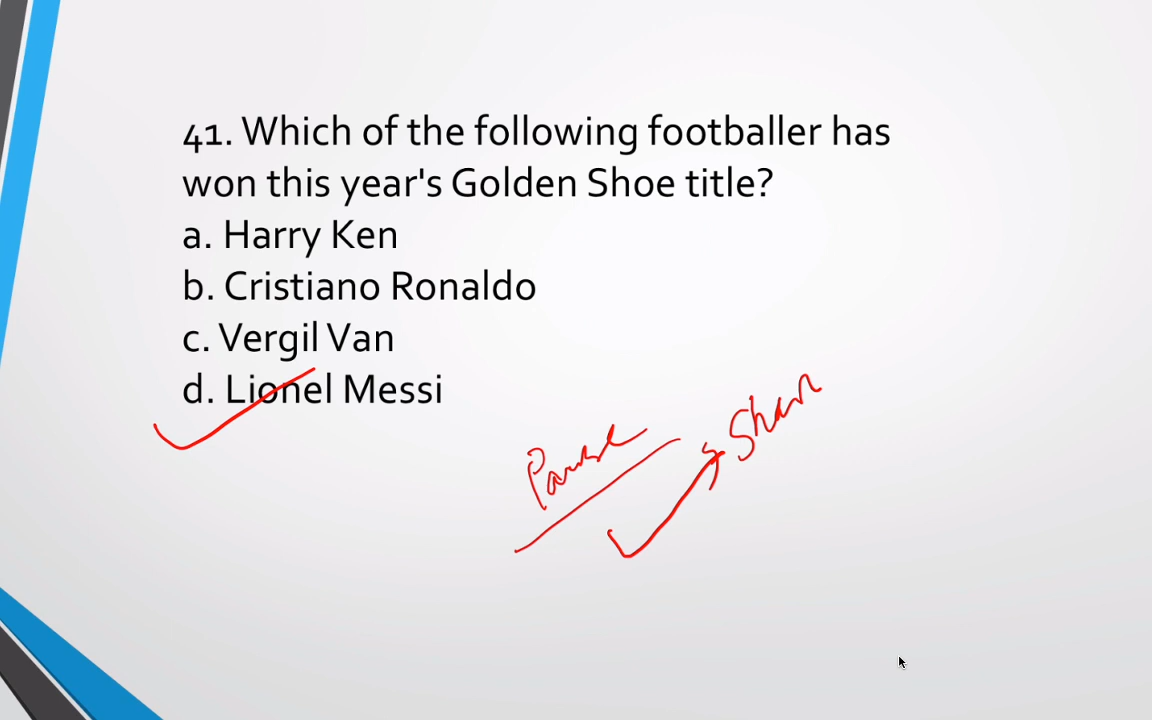 41. Which of the following footballer has
won this year's Golden Shoe title?
a. Harry Ken
b. Cristiano Ronaldo
c. Vergil Van
d. Lionel Messi
Pause